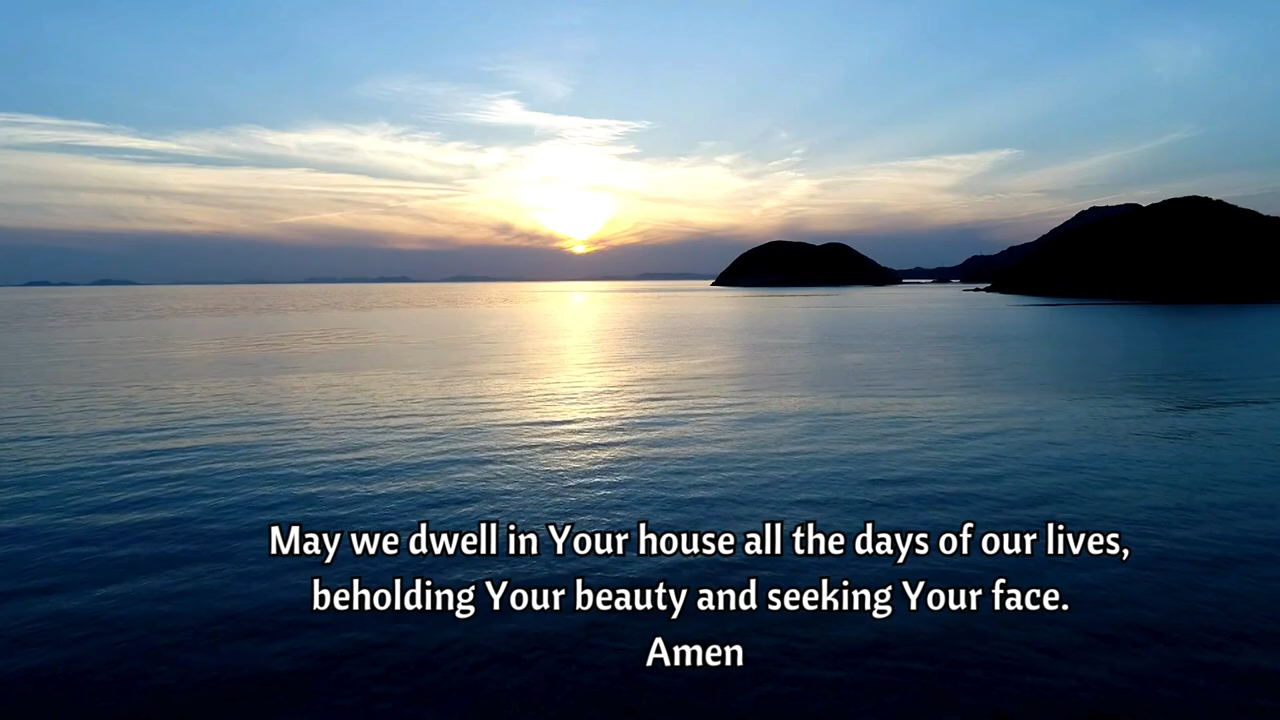 May we dwell in Your house all the days of our lives,
beholding Your beauty and seeking Your face.
Amen